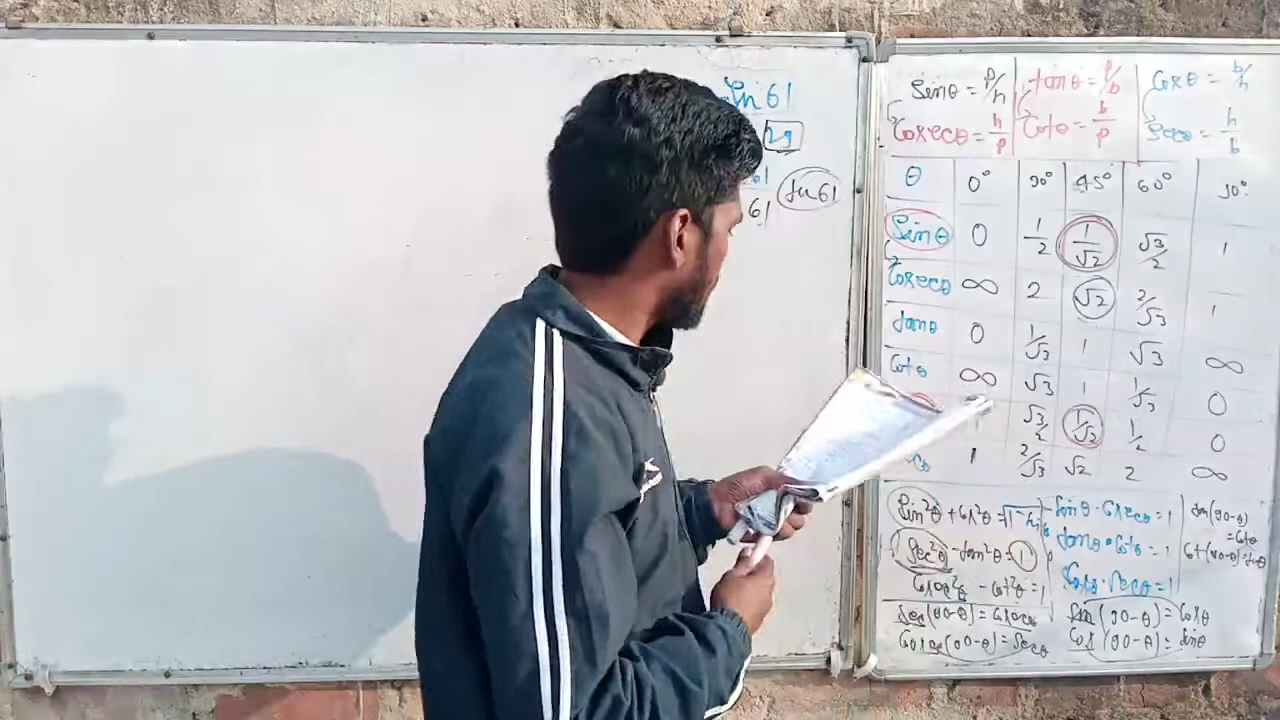 61
29
61
61
Sinθ = P/h
tanθ = P/b
Cosθ = b/h
Cosecθ = h/P
Cotθ = b/P
Secθ = h/b
θ 0° 30° 45° 60° 90°
Sinθ 0 1/2 1/√2 √3/2 1
Cosecθ ∞ 2 √2 2/√3 1
tanθ 0 1/√3 1 √3 ∞
Cotθ ∞ √3 1 1/√3 0
√3/2 1/√2 1/2 0
1 2/√3 √2 2 ∞
Sin²θ + Cos²θ = 1
Sec²θ - tan²θ = 1
Cosec²θ - Cot²θ = 1
Sec(90-θ) = Cosecθ
Cosec(90-θ) = Secθ
Sinθ · Cosecθ = 1
tanθ · Cotθ = 1
Cosθ · Secθ = 1
Sin(90-θ) = Cosθ
Cos(90-θ) = Sinθ
tan(90-θ)
= Cotθ
Cot(90-θ) = tanθ